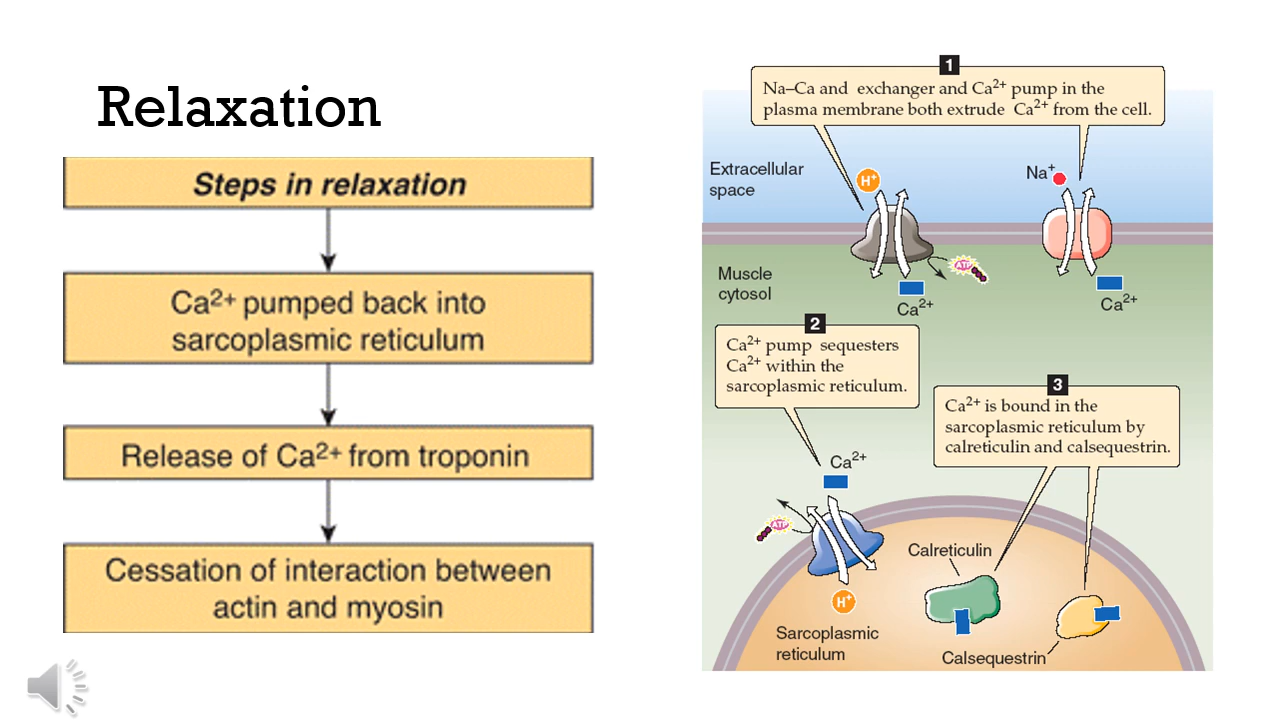 Relaxation
Steps in relaxation
Ca2+ pumped back into
sarcoplasmic reticulum
Release of Ca2+ from troponin
Cessation of interaction between
actin and myosin
1
Na–Ca and exchanger and Ca2+ pump in the
plasma membrane both extrude Ca2+ from the cell.
Extracellular
space
H+
Na+
Muscle
cytosol
ATP
Ca2+
Ca2+
2
Ca2+ pump sequesters
Ca2+ within the
sarcoplasmic reticulum.
3
Ca2+ is bound in the
sarcoplasmic reticulum by
calreticulin and calsequestrin.
Ca2+
ATP
Calreticulin
H+
Sarcoplasmic
reticulum
Calsequestrin